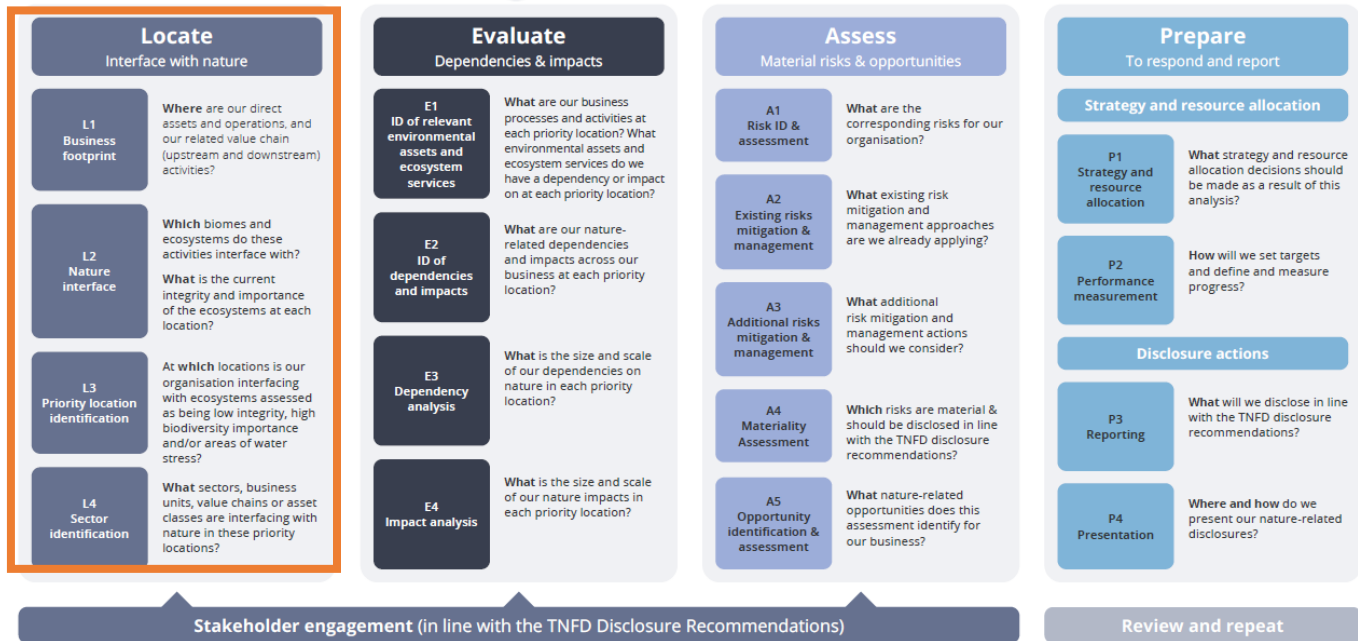 Locate
Interface with nature
L1
Business
footprint
Where are our direct
assets and operations, and
our related value chain
(upstream and downstream)
activities?
L2
Nature
interface
Which biomes and
ecosystems do these
activities interface with?
What is the current
integrity and importance
of the ecosystems at each
location?
L3
Priority location
identification
At which locations is our
organisation interfacing
with ecosystems assessed
as being low integrity, high
biodiversity importance
and/or areas of water
stress?
L4
Sector
identification
What sectors, business
units, value chains or asset
classes are interfacing with
nature in these priority
locations?
Evaluate
Dependencies & impacts
E1
ID of relevant
environmental
assets and
ecosystem
services
What are our business
processes and activities at
each priority location? What
environmental assets and
ecosystem services do we
have a dependency or impact
on at each priority location?
E2
ID of
dependencies
and impacts
What are our nature-
related dependencies
and impacts across our
business at each priority
location?
E3
Dependency
analysis
What is the size and scale
of our dependencies on
nature in each priority
location?
E4
Impact analysis
What is the size and scale
of our nature impacts in
each priority location?
Assess
Material risks & opportunities
A1
Risk ID &
assessment
What are the
corresponding risks for our
organisation?
A2
Existing risks
mitigation &
management
What existing risk
mitigation and
management approaches
are we already applying?
A3
Additional risks
mitigation &
management
What additional
risk mitigation and
management actions
should we consider?
A4
Materiality
Assessment
Which risks are material &
should be disclosed in line
with the TNFD disclosure
recommendations?
A5
Opportunity
identification &
assessment
What nature-related
opportunities does this
assessment identify for
our business?
Prepare
To respond and report
Strategy and resource allocation
P1
Strategy and
resource
allocation
What strategy and resource
allocation decisions should
be made as a result of this
analysis?
P2
Performance
measurement
How will we set targets
and define and measure
progress?
Disclosure actions
P3
Reporting
What will we disclose in line
with the TNFD disclosure
recommendations?
P4
Presentation
Where and how do we
present our nature-related
disclosures?
Stakeholder engagement (in line with the TNFD Disclosure Recommendations)
Review and repeat